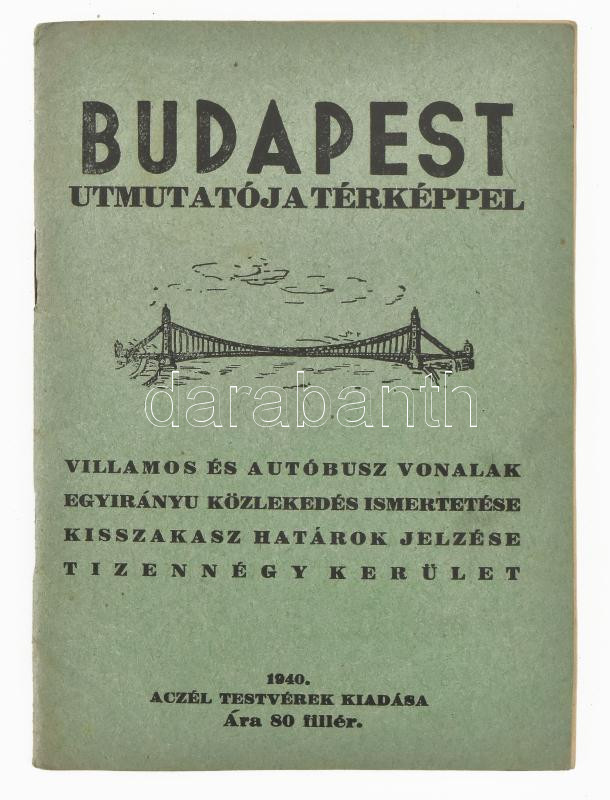 BUDAPEST
UTMUTATÓJA TÉRKÉPPEL
darabanth
VILLAMOS ÉS AUTÓBUSZ VONALAK
EGYIRÁNYU KÖZLEKEDÉS ISMERTETÉSE
KISSZAKASZ HATÁROK JELZÉSE
TIZENNÉGY KERÜLET
1940.
ACZÉL TESTVÉREK KIADÁSA
Ára 80 fillér.